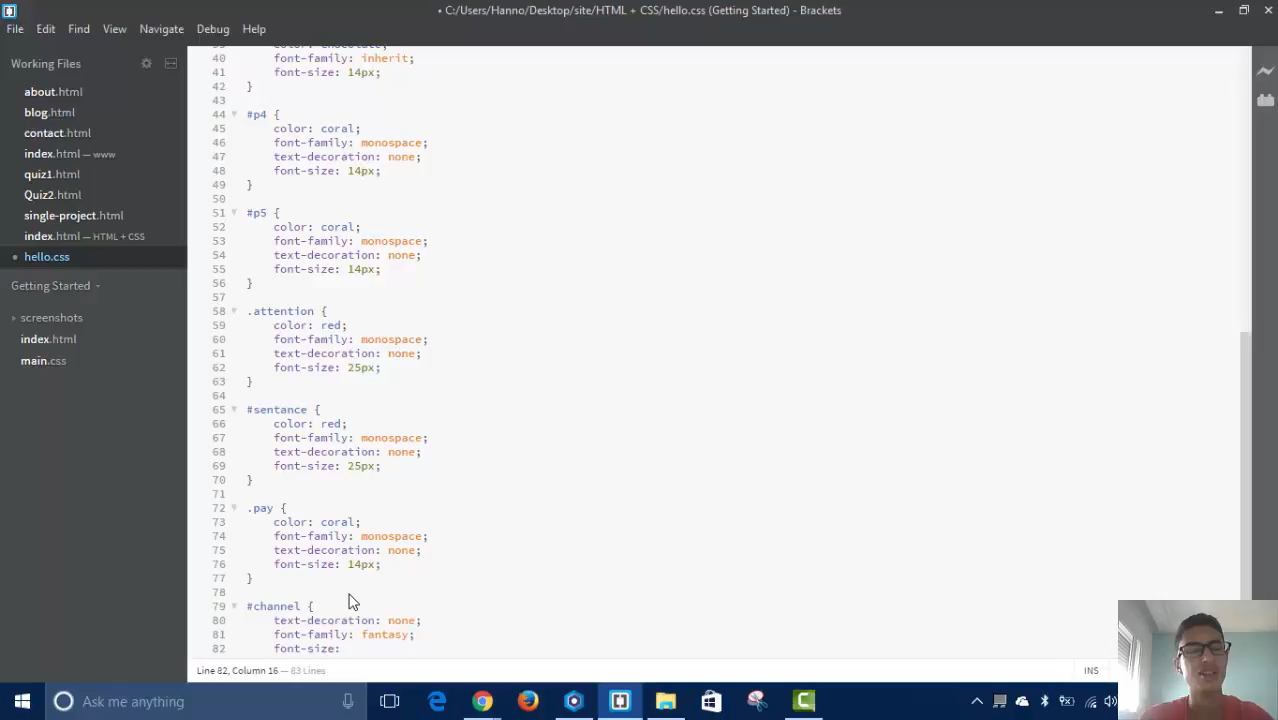 • C:/Users/Hanno/Desktop/site/HTML + CSS/hello.css (Getting Started) - Brackets
File Edit Find View Navigate Debug Help
Working Files
about.html
blog.html
contact.html
index.html — www
quiz1.html
Quiz2.html
single-project.html
index.html — HTML + CSS
hello.css
Getting Started
screenshots
index.html
main.css
40 font-family: inherit;
41 font-size: 14px;
42 }
43
44 #p4 {
45 color: coral;
46 font-family: monospace;
47 text-decoration: none;
48 font-size: 14px;
49 }
50
51 #p5 {
52 color: coral;
53 font-family: monospace;
54 text-decoration: none;
55 font-size: 14px;
56 }
57
58 .attention {
59 color: red;
60 font-family: monospace;
61 text-decoration: none;
62 font-size: 25px;
63 }
64
65 #sentance {
66 color: red;
67 font-family: monospace;
68 text-decoration: none;
69 font-size: 25px;
70 }
71
72 .pay {
73 color: coral;
74 font-family: monospace;
75 text-decoration: none;
76 font-size: 14px;
77 }
78
79 #channel {
80 text-decoration: none;
81 font-family: fantasy;
82 font-size:
Line 82, Column 16 — 83 Lines
INS
Ask me anything